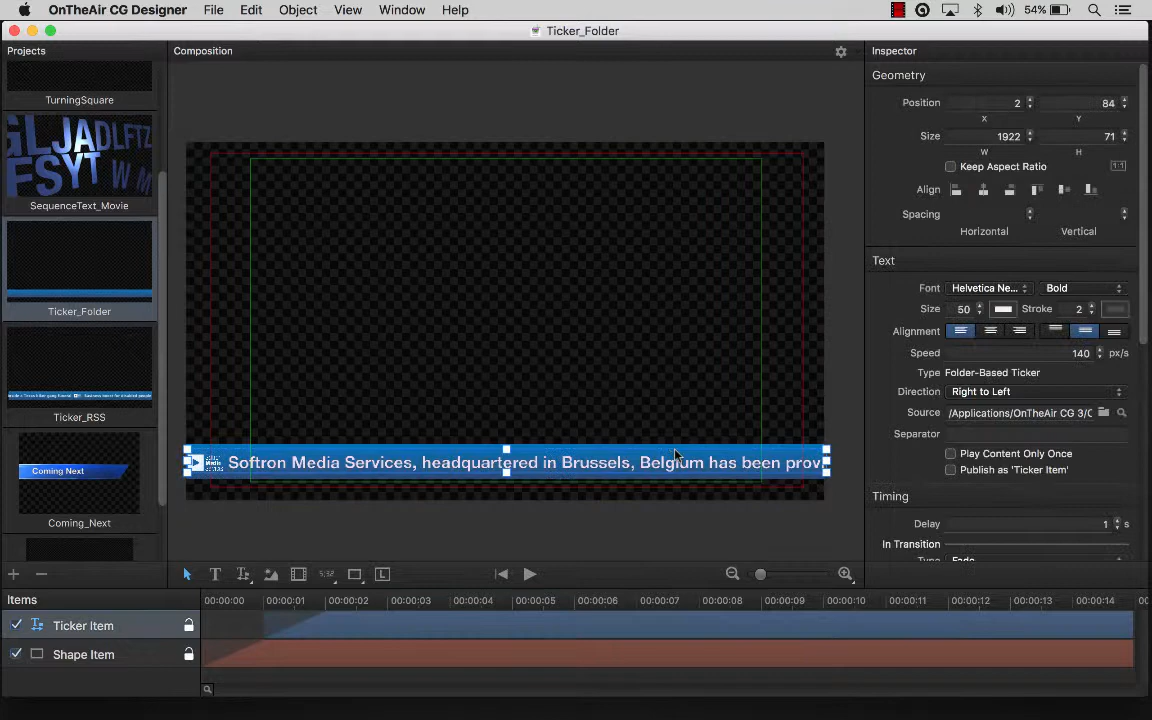 OnTheAir CG Designer File Edit Object View Window Help 54%
Ticker_Folder
Projects Composition Inspector
TurningSquare
SequenceText_Movie
Ticker_Folder
Ticker_RSS
Coming Next
Coming_Next
Geometry
Position 2 84
X Y
Size 1922 71
W H
Keep Aspect Ratio 1:1
Align
Spacing
Horizontal Vertical
Text
Font Helvetica Ne... Bold
Size 50 Stroke 2
Alignment
Speed 140 px/s
Type Folder-Based Ticker
Direction Right to Left
Source /Applications/OnTheAir CG 3/C
Separator
Play Content Only Once
Publish as 'Ticker Item'
Timing
Delay 1 s
In Transition
Type Fade
Softron Media Services, headquartered in Brussels, Belgium has been prov
Items 00:00:00 00:00:01 00:00:02 00:00:03 00:00:04 00:00:05 00:00:06 00:00:07 00:00:08 00:00:09 00:00:10 00:00:11 00:00:12 00:00:13 00:00:14 00
Ticker Item
Shape Item